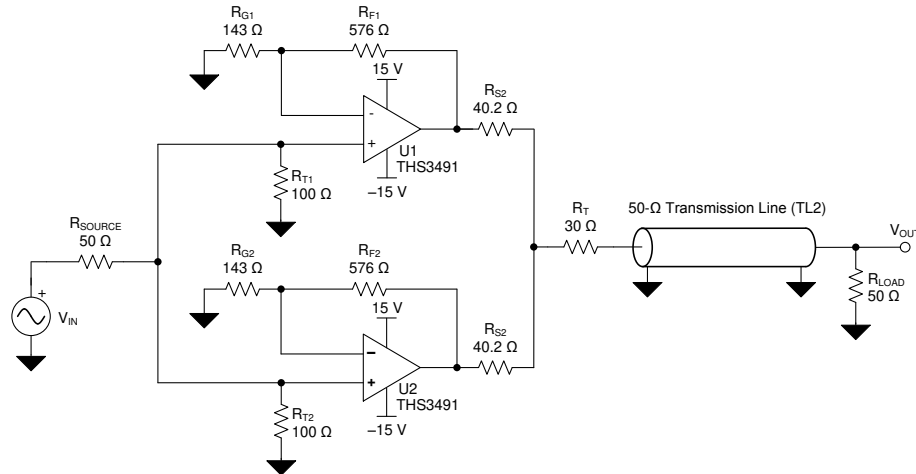 RG1
143 Ω
RF1
576 Ω
15 V
-
+
U1
THS3491
–15 V
RS2
40.2 Ω
RT1
100 Ω
RSOURCE
50 Ω
+
VIN
RT
30 Ω
50-Ω Transmission Line (TL2)
VOUT
RLOAD
50 Ω
RG2
143 Ω
RF2
576 Ω
15 V
–
+
U2
THS3491
–15 V
RS2
40.2 Ω
RT2
100 Ω